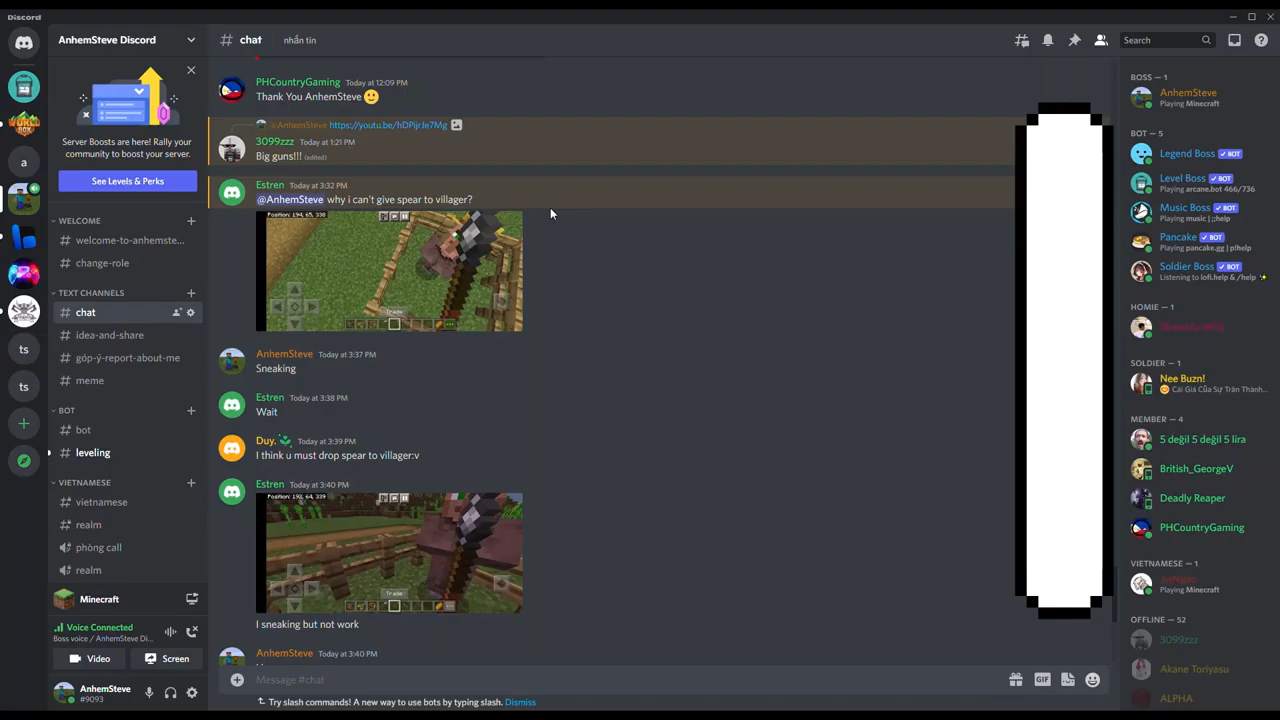 Discord
AnhemSteve Discord
Server Boosts are here! Rally your
community to boost your server.
See Levels & Perks
WELCOME
welcome-to-anhemste...
change-role
TEXT CHANNELS
chat
idea-and-share
góp-ý-report-about-me
meme
BOT
bot
leveling
VIETNAMESE
vietnamese
realm
phòng call
realm
Minecraft
Voice Connected
Boss voice / AnhemSteve Di...
Video
Screen
AnhemSteve
#9093
a
ts
ts
# chat
nhắn tin
Search
PHCountryGaming Today at 12:09 PM
Thank You AnhemSteve 🙂
@AnhemSteve https://youtu.be/hDPijrJe7Mg
3099zzz Today at 1:21 PM
Big guns!!! (edited)
Estren Today at 3:32 PM
@AnhemSteve why i can't give spear to villager?
Position: 194, 65, 338
Trade
AnhemSteve Today at 3:37 PM
Sneaking
Estren Today at 3:38 PM
Wait
Duy. Today at 3:39 PM
I think u must drop spear to villager:v
Estren Today at 3:40 PM
Position: 192, 64, 339
Trade
I sneaking but not work
AnhemSteve Today at 3:40 PM
Message #chat
GIF
Try slash commands! A new way to use bots by typing slash. Dismiss
BOSS — 1
AnhemSteve
Playing Minecraft
BOT — 5
Legend Boss ✓ BOT
Level Boss ✓ BOT
Playing arcane.bot 466/736
Music Boss ✓ BOT
Playing music | ;;help
Pancake ✓ BOT
Playing pancake.gg | p!help
Soldier Boss ✓ BOT
Listening to lofi.help & /help ✨
HOMIE — 1
SOLDIER — 1
Nee Buzn!
Cái Giá Của Sự Trân Thành...
MEMBER — 4
5 değil 5 değil 5 lira
British_GeorgeV
Deadly Reaper
PHCountryGaming
VIETNAMESE — 1
Playing Minecraft
OFFLINE — 52
3099zzz
Akane Toriyasu
ALPHA